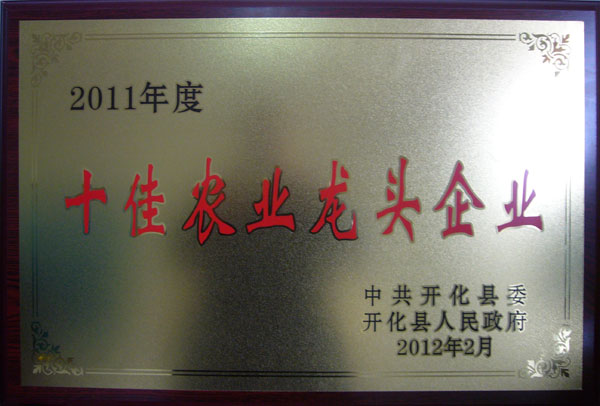 2011年度
十佳农业龙头企业
中共开化县委
开化县人民政府
2012年2月